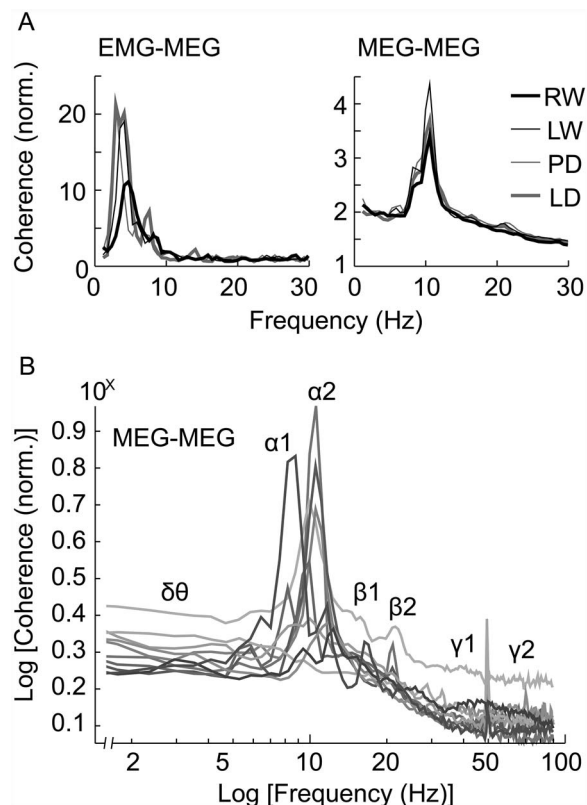 A
EMG-MEG
MEG-MEG
Coherence (norm.)
20
10
0
0 10 20 30
4
3
2
1
0 10 20 30
RW
LW
PD
LD
Frequency (Hz)
B
10^X
MEG-MEG
α1
α2
δθ
β1
β2
γ1
γ2
Log [Coherence (norm.)]
0.9
0.8
0.7
0.6
0.5
0.4
0.3
0.2
0.1
2 5 10 20 50 100
Log [Frequency (Hz)]